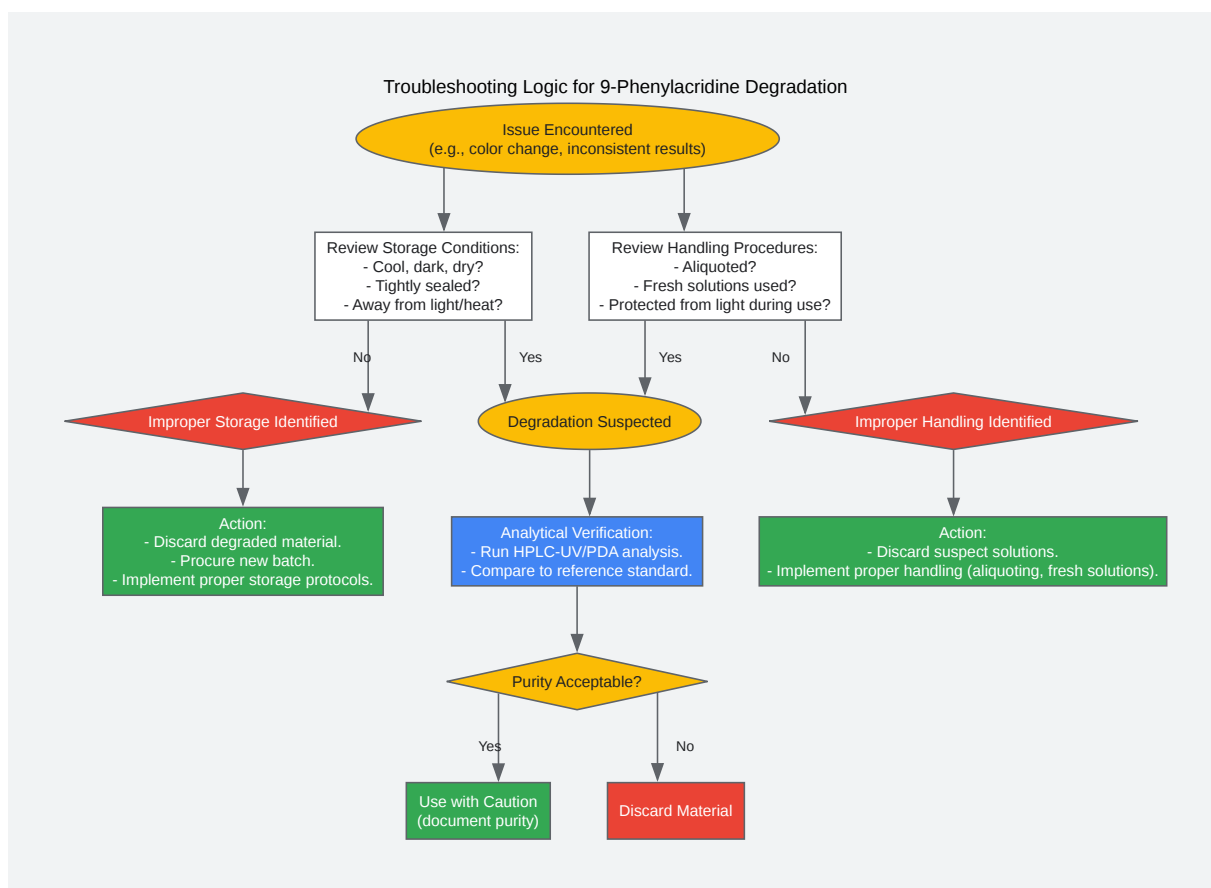 Troubleshooting Logic for 9-Phenylacridine Degradation
Issue Encountered
(e.g., color change, inconsistent results)
Review Storage Conditions:
- Cool, dark, dry?
- Tightly sealed?
- Away from light/heat?
Review Handling Procedures:
- Aliquoted?
- Fresh solutions used?
- Protected from light during use?
No
Yes
Yes
No
Improper Storage Identified
Degradation Suspected
Improper Handling Identified
Action:
- Discard degraded material.
- Procure new batch.
- Implement proper storage protocols.
Analytical Verification:
- Run HPLC-UV/PDA analysis.
- Compare to reference standard.
Action:
- Discard suspect solutions.
- Implement proper handling (aliquoting, fresh solutions).
Purity Acceptable?
Yes
No
Use with Caution
(document purity)
Discard Material